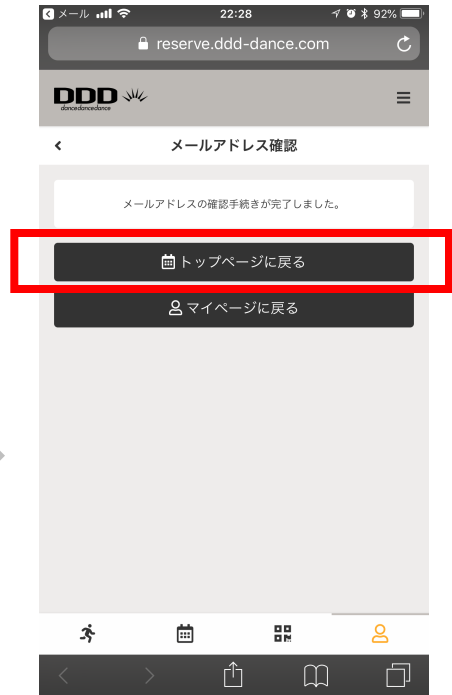 メール 22:28 92%
reserve.ddd-dance.com
DDD
dancedancedance
メールアドレス確認
メールアドレスの確認手続きが完了しました。
トップページに戻る
マイページに戻る